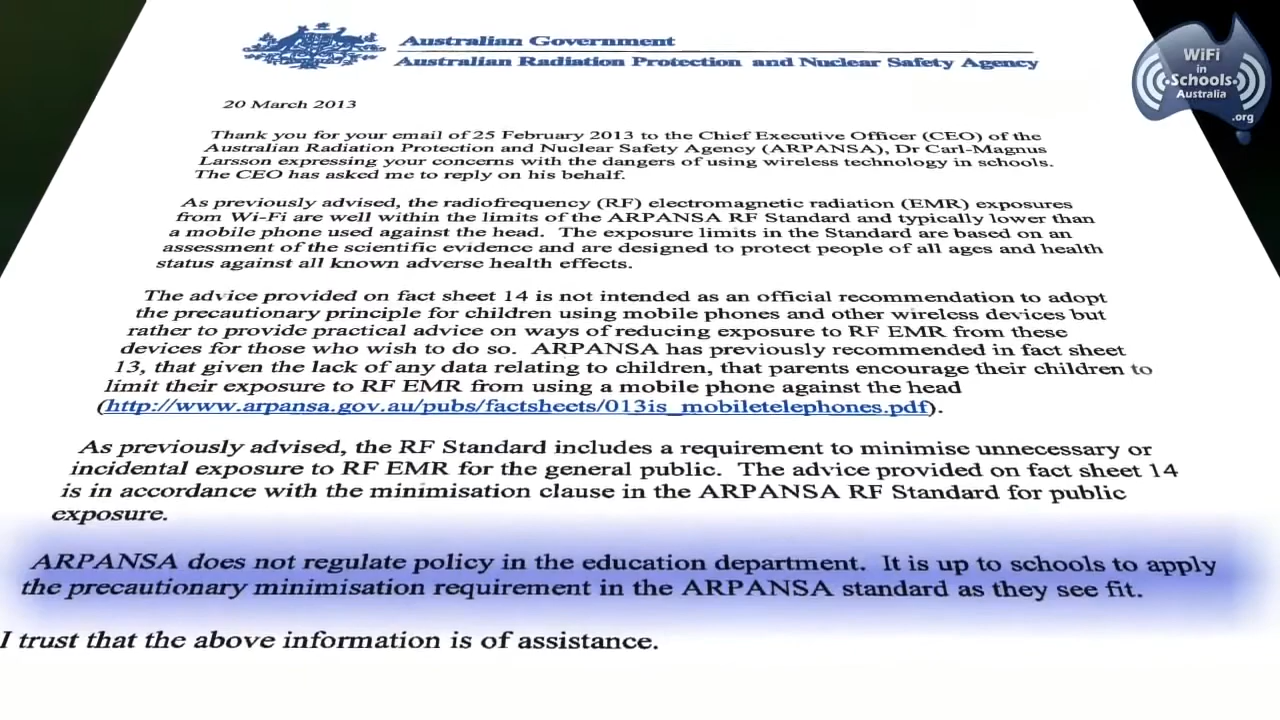 Australian Government
Australian Radiation Protection and Nuclear Safety Agency
WiFi
in
Schools
Australia
.org
20 March 2013
Thank you for your email of 25 February 2013 to the Chief Executive Officer (CEO) of the
Australian Radiation Protection and Nuclear Safety Agency (ARPANSA), Dr Carl-Magnus
Larsson expressing your concerns with the dangers of using wireless technology in schools.
The CEO has asked me to reply on his behalf.
As previously advised, the radiofrequency (RF) electromagnetic radiation (EMR) exposures
from Wi-Fi are well within the limits of the ARPANSA RF Standard and typically lower than
a mobile phone used against the head. The exposure limits in the Standard are based on an
assessment of the scientific evidence and are designed to protect people of all ages and health
status against all known adverse health effects.
The advice provided on fact sheet 14 is not intended as an official recommendation to adopt
the precautionary principle for children using mobile phones and other wireless devices but
rather to provide practical advice on ways of reducing exposure to RF EMR from these
devices for those who wish to do so. ARPANSA has previously recommended in fact sheet
13, that given the lack of any data relating to children, that parents encourage their children to
limit their exposure to RF EMR from using a mobile phone against the head
(http://www.arpansa.gov.au/pubs/factsheets/013is_mobiletelephones.pdf).
As previously advised, the RF Standard includes a requirement to minimise unnecessary or
incidental exposure to RF EMR for the general public. The advice provided on fact sheet 14
is in accordance with the minimisation clause in the ARPANSA RF Standard for public
exposure.
ARPANSA does not regulate policy in the education department. It is up to schools to apply
the precautionary minimisation requirement in the ARPANSA standard as they see fit.
I trust that the above information is of assistance.